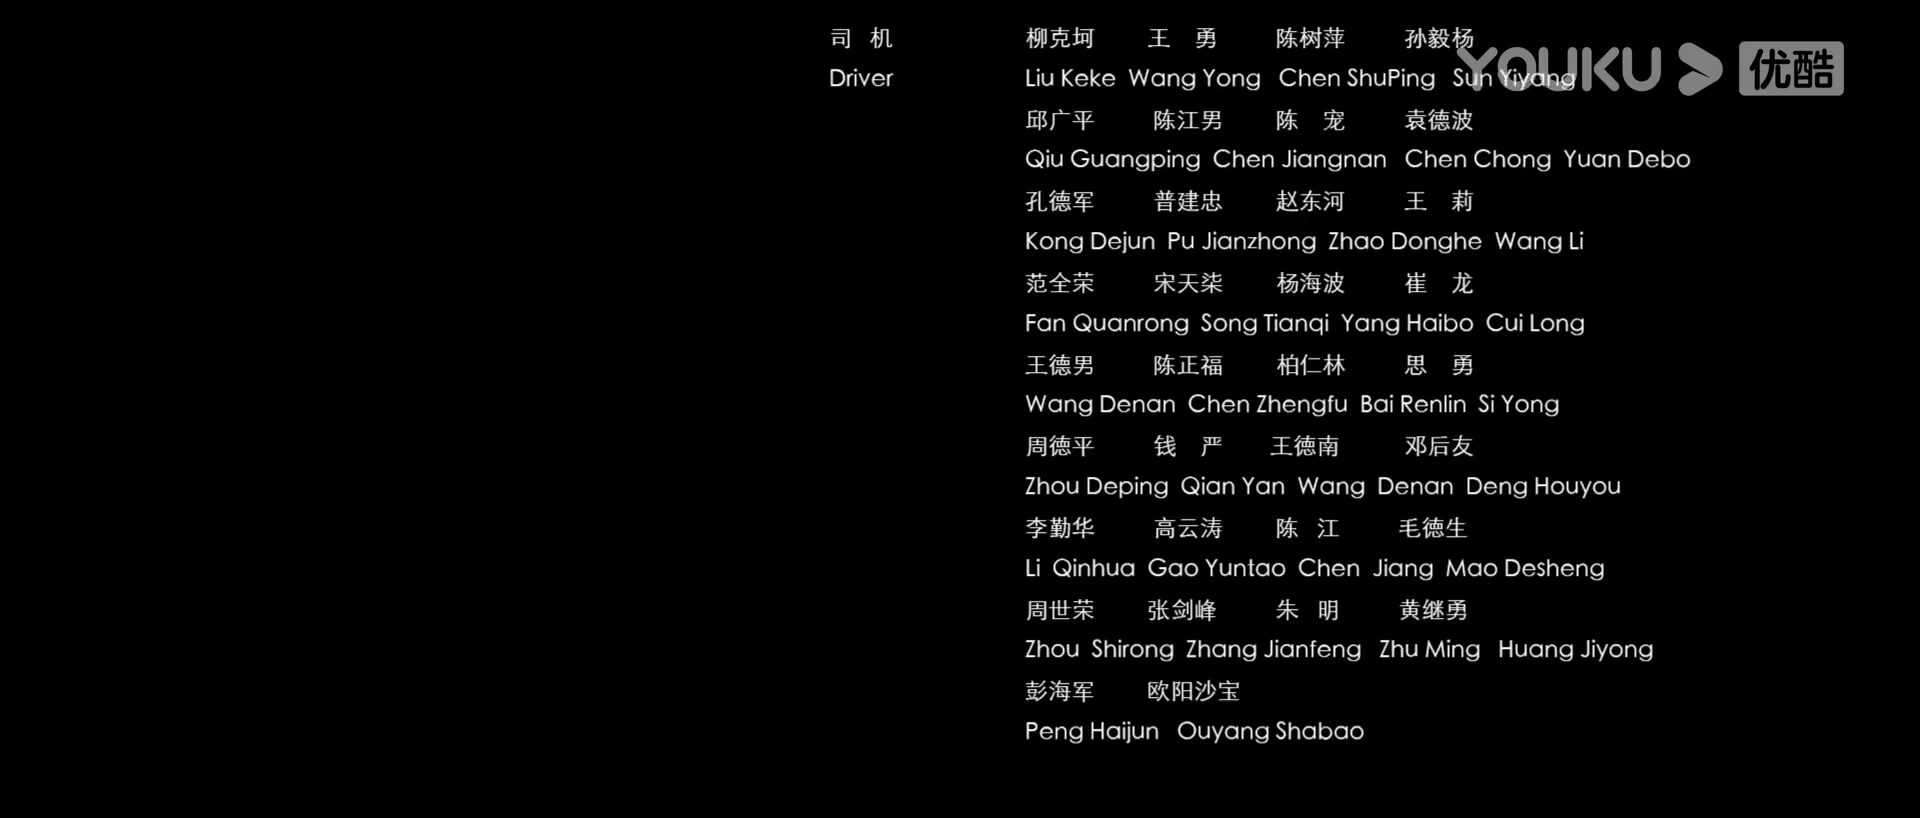 司 机 柳克坷 王 勇 陈树萍 孙毅杨
Driver Liu Keke Wang Yong Chen ShuPing Sun Yiyang
YOUKU 优酷
邱广平 陈江男 陈 宠 袁德波
Qiu Guangping Chen Jiangnan Chen Chong Yuan Debo
孔德军 普建忠 赵东河 王 莉
Kong Dejun Pu Jianzhong Zhao Donghe Wang Li
范全荣 宋天柒 杨海波 崔 龙
Fan Quanrong Song Tianqi Yang Haibo Cui Long
王德男 陈正福 柏仁林 思 勇
Wang Denan Chen Zhengfu Bai Renlin Si Yong
周德平 钱 严 王德南 邓后友
Zhou Deping Qian Yan Wang Denan Deng Houyou
李勤华 高云涛 陈 江 毛德生
Li Qinhua Gao Yuntao Chen Jiang Mao Desheng
周世荣 张剑峰 朱 明 黄继勇
Zhou Shirong Zhang Jianfeng Zhu Ming Huang Jiyong
彭海军 欧阳沙宝
Peng Haijun Ouyang Shabao